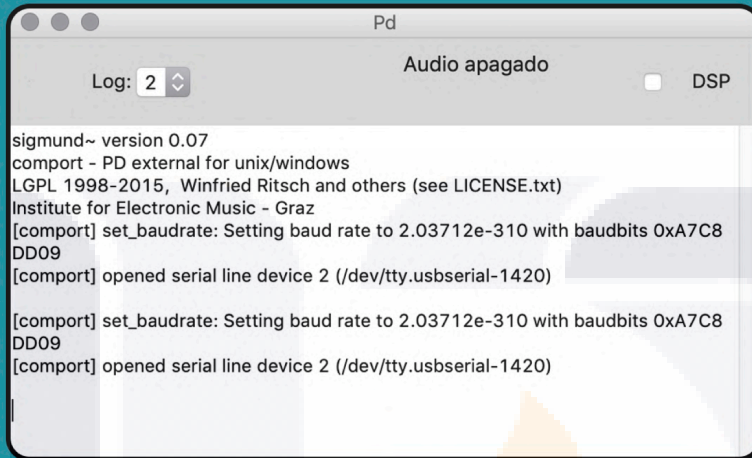 Pd
Audio apagado
Log: 2
DSP
sigmund~ version 0.07
comport - PD external for unix/windows
LGPL 1998-2015,  Winfried Ritsch and others (see LICENSE.txt)
Institute for Electronic Music - Graz
[comport] set_baudrate: Setting baud rate to 2.03712e-310 with baudbits 0xA7C8
DD09
[comport] opened serial line device 2 (/dev/tty.usbserial-1420)
[comport] set_baudrate: Setting baud rate to 2.03712e-310 with baudbits 0xA7C8
DD09
[comport] opened serial line device 2 (/dev/tty.usbserial-1420)